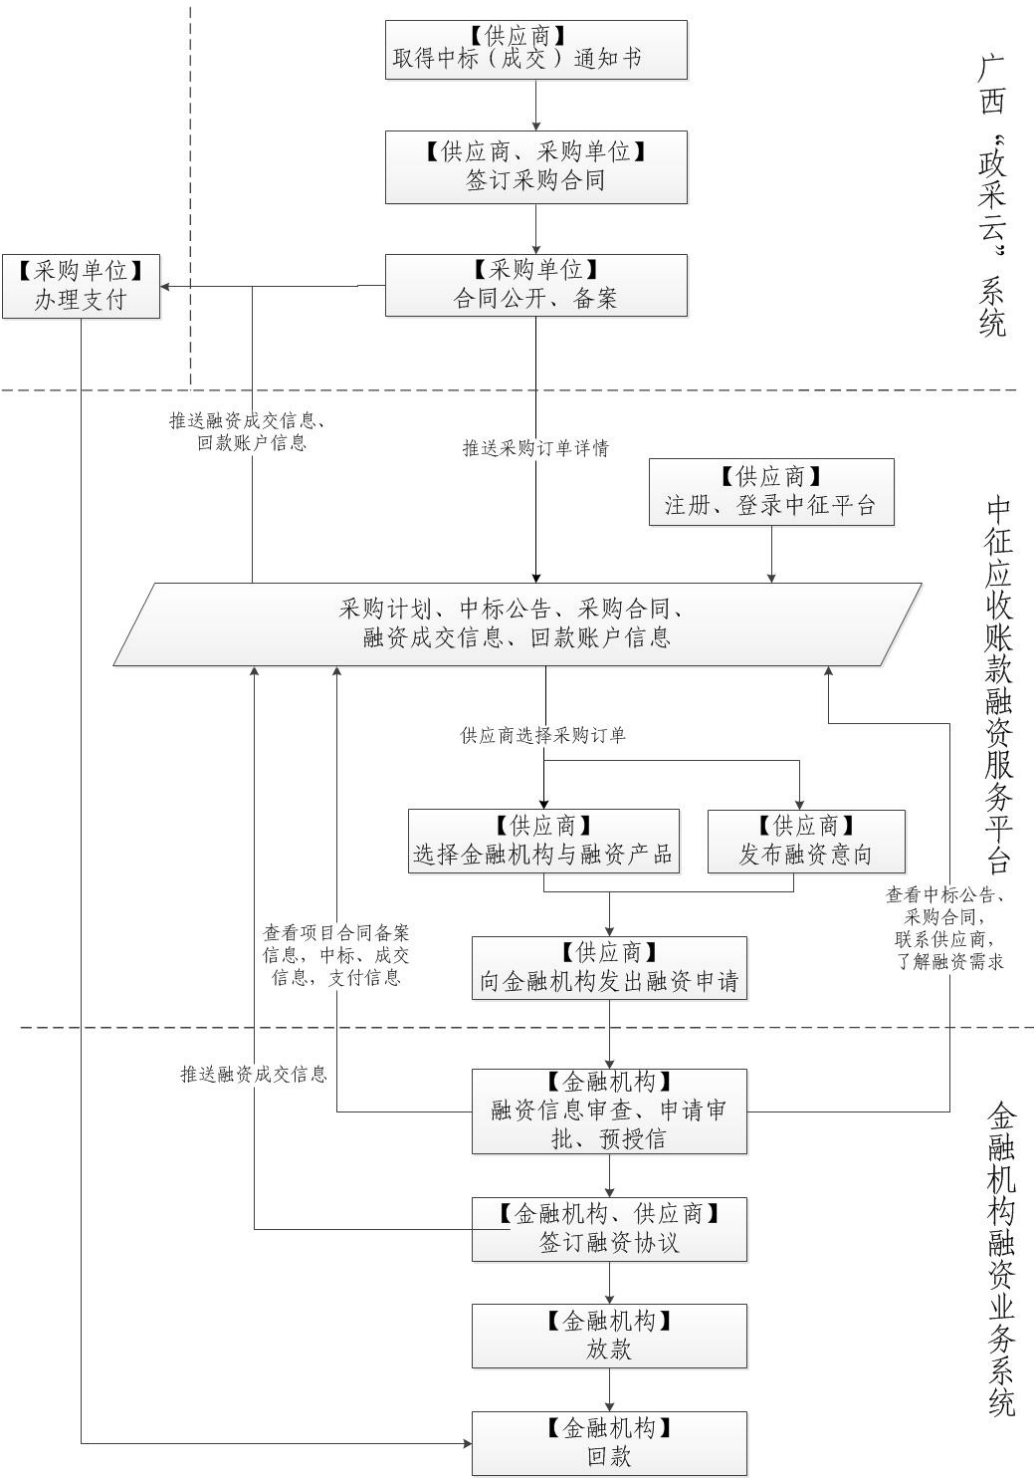 【供应商】
取得中标（成交）通知书
【供应商、采购单位】
签订采购合同
【采购单位】
合同公开、备案
【采购单位】
办理支付
广西“政采云”系统
推送融资成交信息、
回款账户信息
推送采购订单详情
【供应商】
注册、登录中征平台
采购计划、中标公告、采购合同、
融资成交信息、回款账户信息
中征应收账款融资服务平台
供应商选择采购订单
【供应商】
选择金融机构与融资产品
【供应商】
发布融资意向
查看项目合同备案
信息，中标、成交
信息，支付信息
【供应商】
向金融机构发出融资申请
查看中标公告、
采购合同，
联系供应商，
了解融资需求
推送融资成交信息
【金融机构】
融资信息审查、申请审
批、预授信
【金融机构、供应商】
签订融资协议
【金融机构】
放款
【金融机构】
回款
金融机构融资业务系统